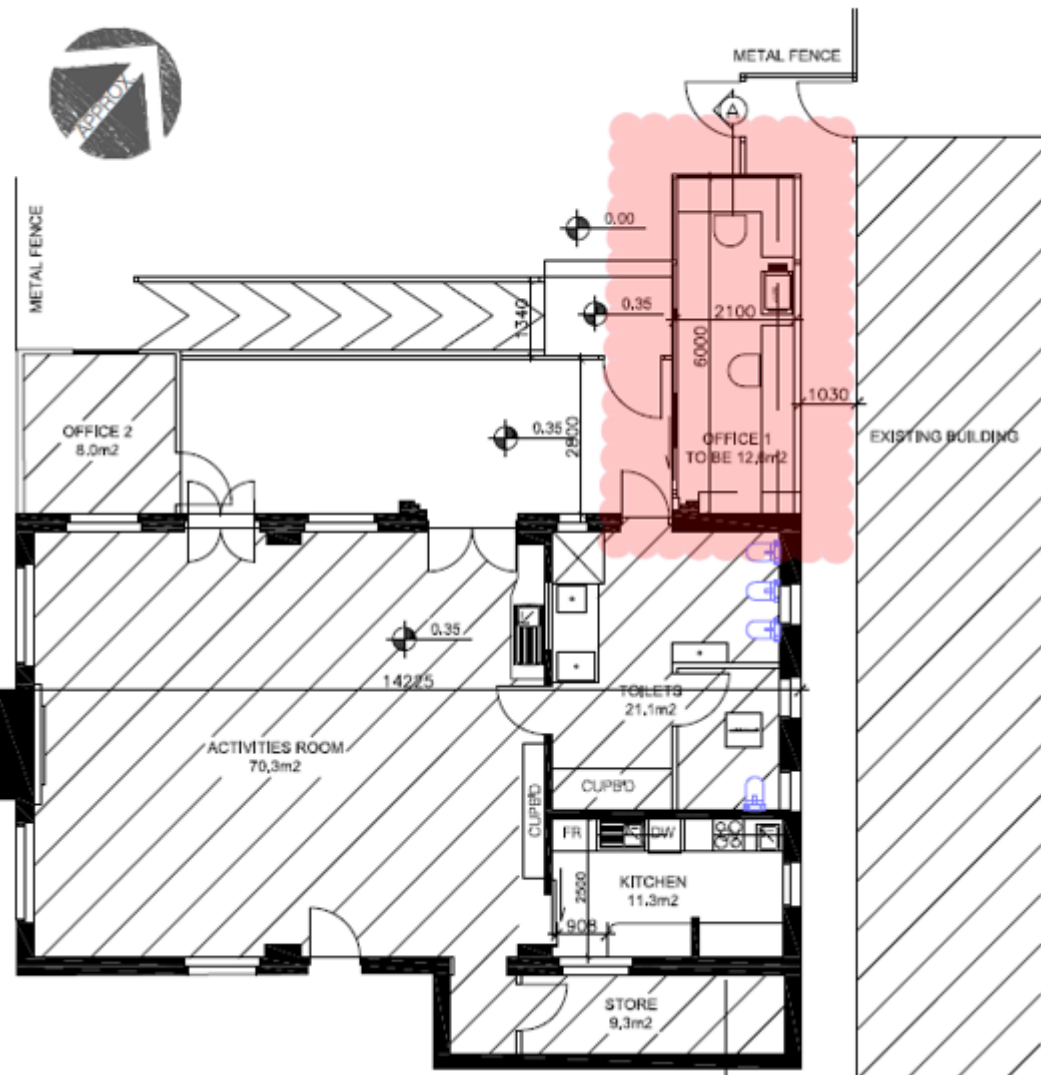 METAL FENCE
APPROX
A
METAL FENCE
0.00
0.35
1340
2100
6000
1030
OFFICE 2
8.0m2
0.35
2800
OFFICE 1
TO BE 12,6m2
EXISTING BUILDING
0.35
14225
TOILETS
21,1m2
ACTIVITIES ROOM
70,3m2
CUPB'D
CUPB'D
FR
DW
KITCHEN
11.3m2
2500
908
STORE
9,3m2